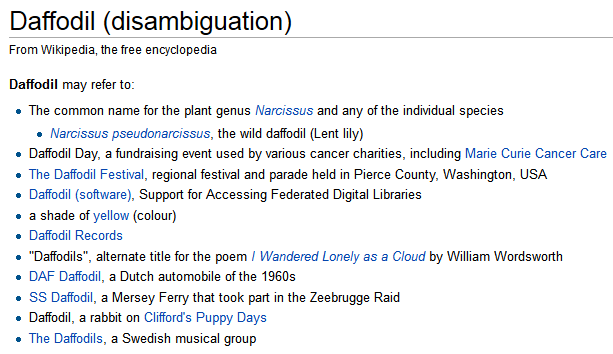 Daffodil (disambiguation)
From Wikipedia, the free encyclopedia
Daffodil may refer to:
The common name for the plant genus Narcissus and any of the individual species
Narcissus pseudonarcissus, the wild daffodil (Lent lily)
Daffodil Day, a fundraising event used by various cancer charities, including Marie Curie Cancer Care
The Daffodil Festival, regional festival and parade held in Pierce County, Washington, USA
Daffodil (software), Support for Accessing Federated Digital Libraries
a shade of yellow (colour)
Daffodil Records
"Daffodils", alternate title for the poem I Wandered Lonely as a Cloud by William Wordsworth
DAF Daffodil, a Dutch automobile of the 1960s
SS Daffodil, a Mersey Ferry that took part in the Zeebrugge Raid
Daffodil, a rabbit on Clifford's Puppy Days
The Daffodils, a Swedish musical group